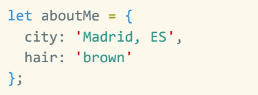 let aboutMe = {
  city: 'Madrid, ES',
  hair: 'brown'
};